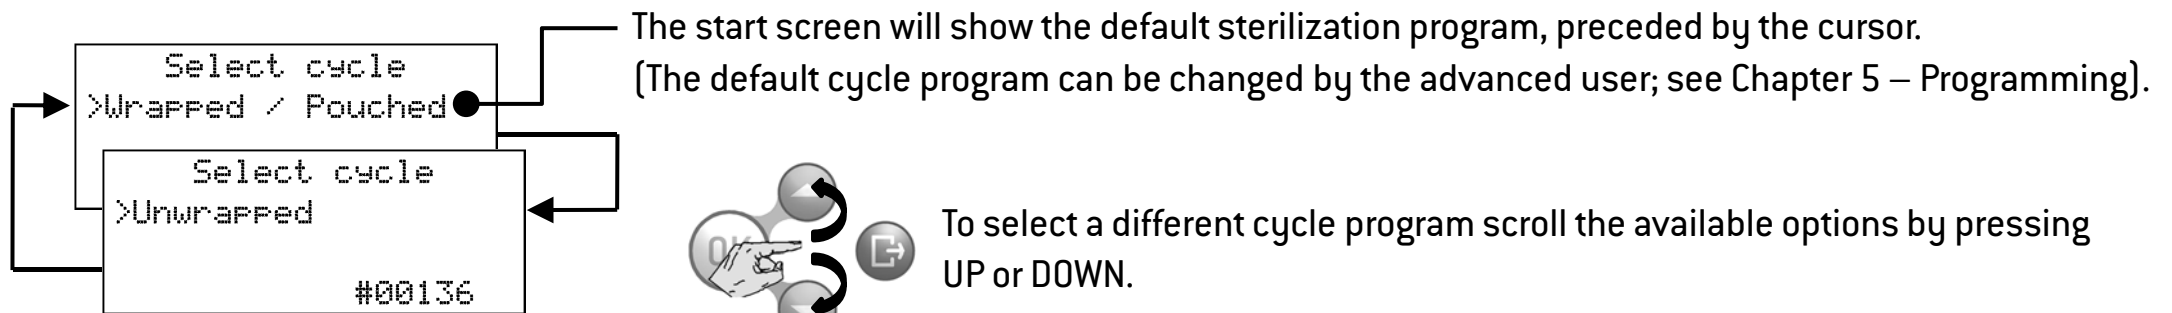 The start screen will show the default sterilization program, preceded by the cursor.
(The default cycle program can be changed by the advanced user; see Chapter 5 – Programming).
Select cycle
>Wrapped / Pouched
Select cycle
>Unwrapped
#00136
OK
To select a different cycle program scroll the available options by pressing
UP or DOWN.